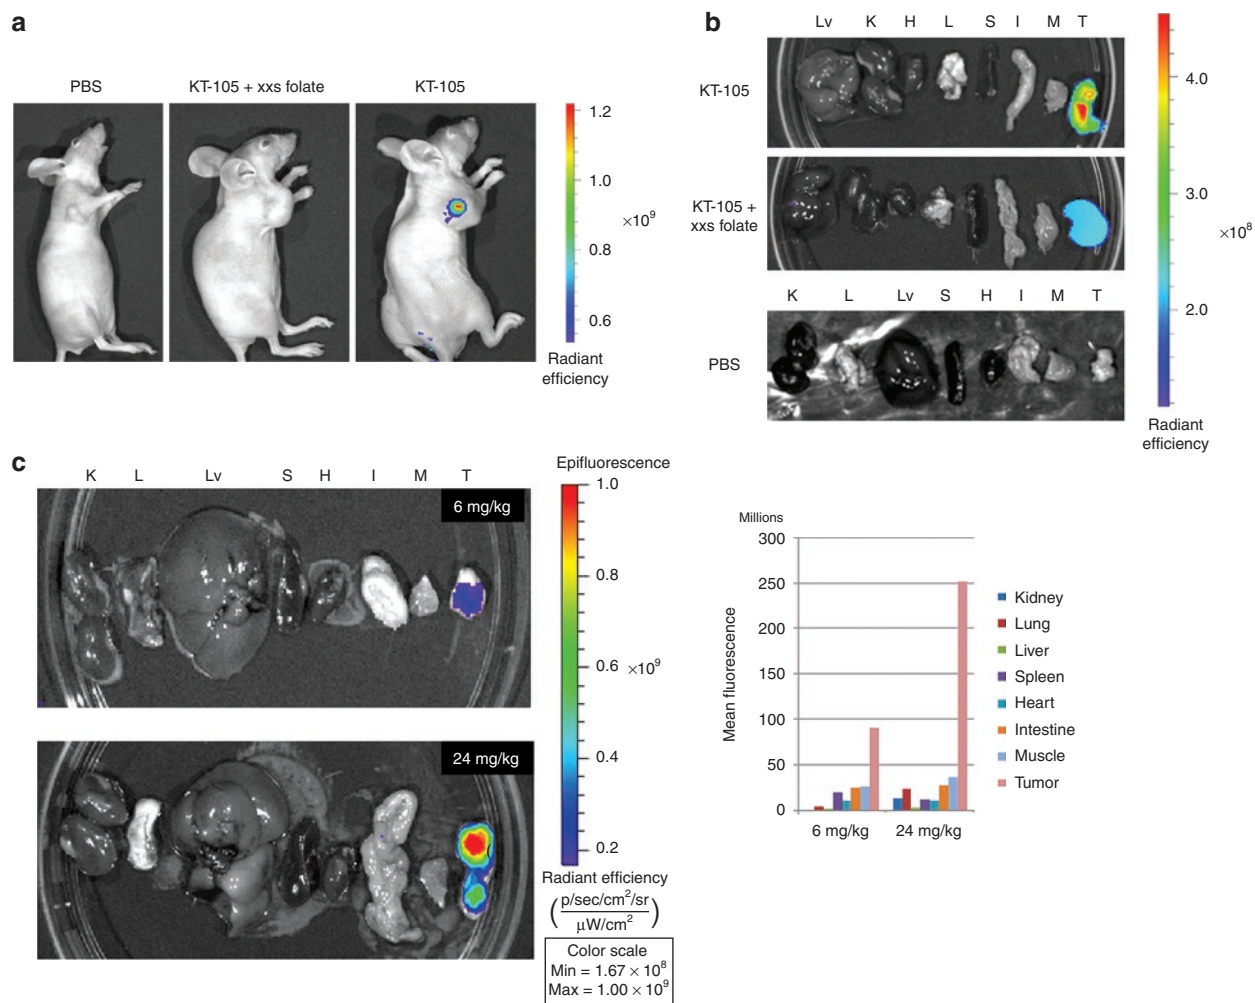 a
PBS
KT-105 + xxs folate
KT-105
1.2
1.0
×10⁹
0.8
0.6
Radiant
efficiency
b
Lv K H L S I M T
KT-105
KT-105 +
xxs folate
K L Lv S H I M T
PBS
4.0
3.0
×10⁸
2.0
Radiant
efficiency
c
K L Lv S H I M T
6 mg/kg
24 mg/kg
Epifluorescence
1.0
0.8
0.6
×10⁹
0.4
0.2
Radiant efficiency
(p/sec/cm²/sr
μW/cm²)
Color scale
Min = 1.67 × 10⁸
Max = 1.00 × 10⁹
Millions
300
250
200
150
100
50
0
Mean fluorescence
6 mg/kg
24 mg/kg
Kidney
Lung
Liver
Spleen
Heart
Intestine
Muscle
Tumor